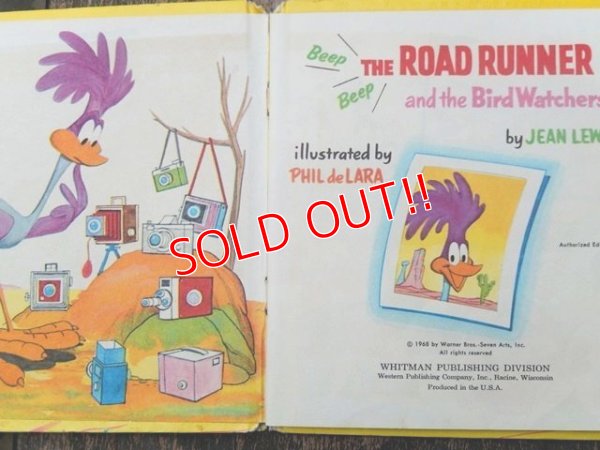 Beep
Beep
THE ROAD RUNNER
and the Bird Watchers
by JEAN LEW
illustrated by
PHIL de LARA
SOLD OUT!!
Authorized Ed
© 1968 by Warner Bros.-Seven Arts, Inc.
All rights reserved
WHITMAN PUBLISHING DIVISION
Western Publishing Company, Inc., Racine, Wisconsin
Produced in the U.S.A.